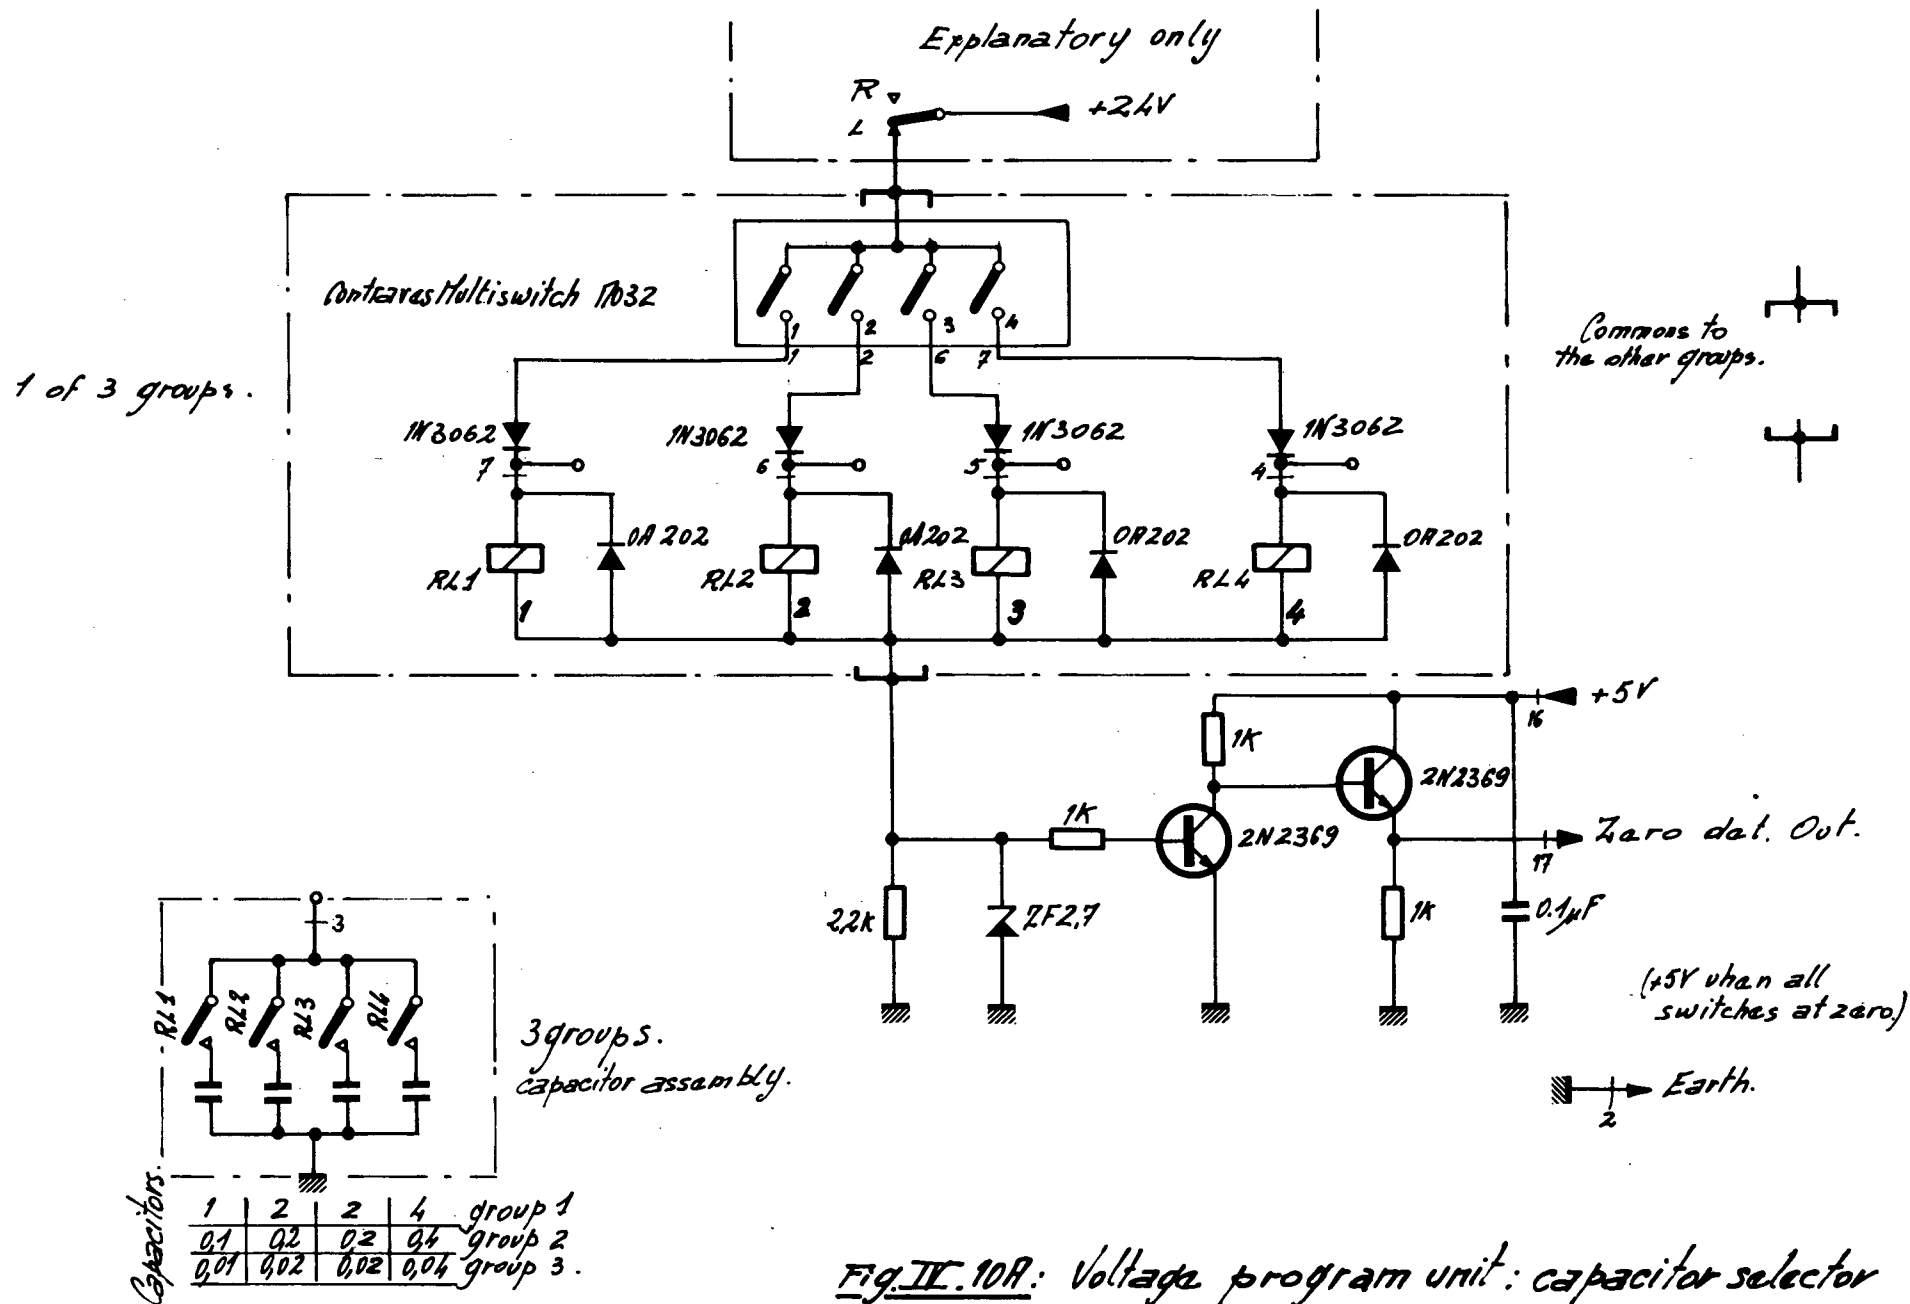 Explanatory only
R
L
+24V
Contraves Multiswitch M032
1 2 3 4
1 2 6 7
1 of 3 groups.
Commons to
the other groups.
1N3062 1N3062 1N3062 1N3062
7 6 5 4
0A202 0A202 0A202 0A202
RL1 RL2 RL3 RL4
1 2 3 4
+5V
16
1K
2N2369
1K
2N2369
Zero det. Out.
17
2,2K
ZF2,7
1K
0.1µF
(+5V when all
switches at zero.)
3
RL1 RL2 RL3 RL4
3 groups.
capacitor assembly.
Earth.
2
Capacitors.
1 2 2 4 group 1
0,1 0,2 0,2 0,4 group 2
0,01 0,02 0,02 0,04 group 3.
Fig. IV. 10A: Voltage program unit: capacitor selector